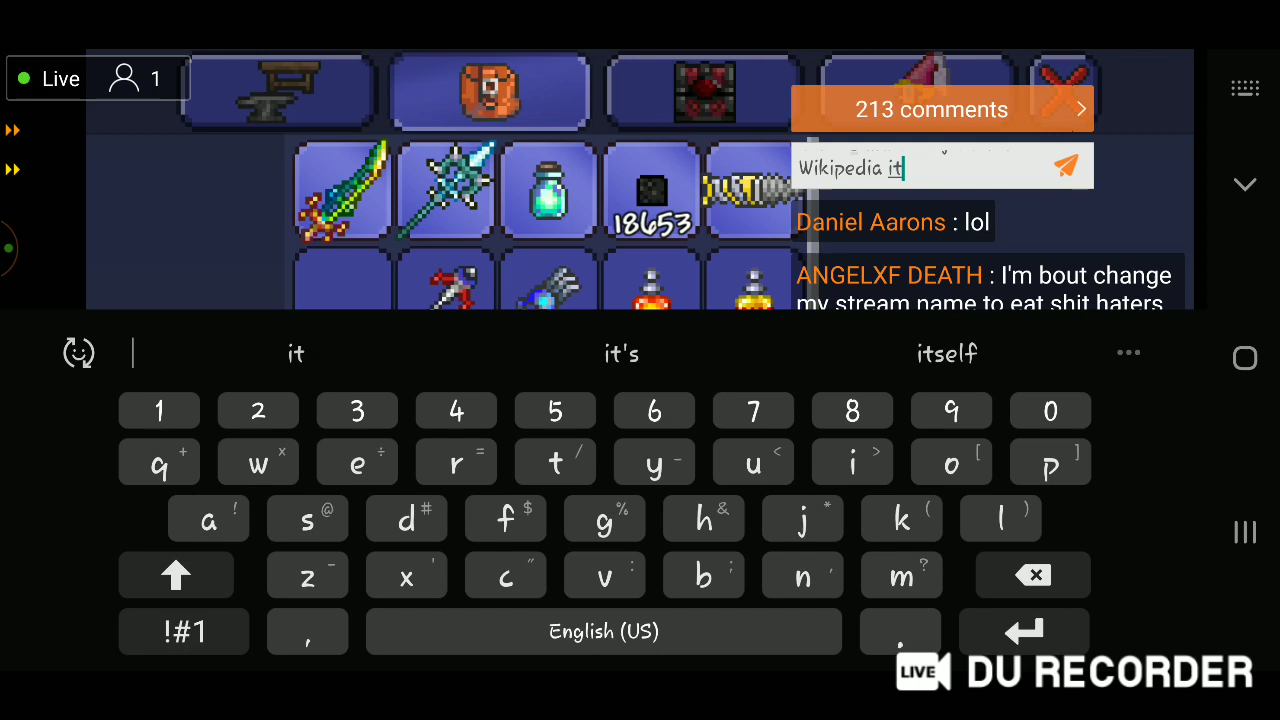 Live 1
213 comments
Wikipedia it
18653
Daniel Aarons : lol
ANGELXF DEATH : I'm bout change
my stream name to eat shit haters
it it's itself
1 2 3 4 5 6 7 8 9 0
q + w x e ÷ r = t / y - u < i > o [ p ]
a ! s @ d # f $ g % h & j * k ( l )
z - x ' c " v : b ; n , m ?
!#1 , English (US) .
LIVE DU RECORDER